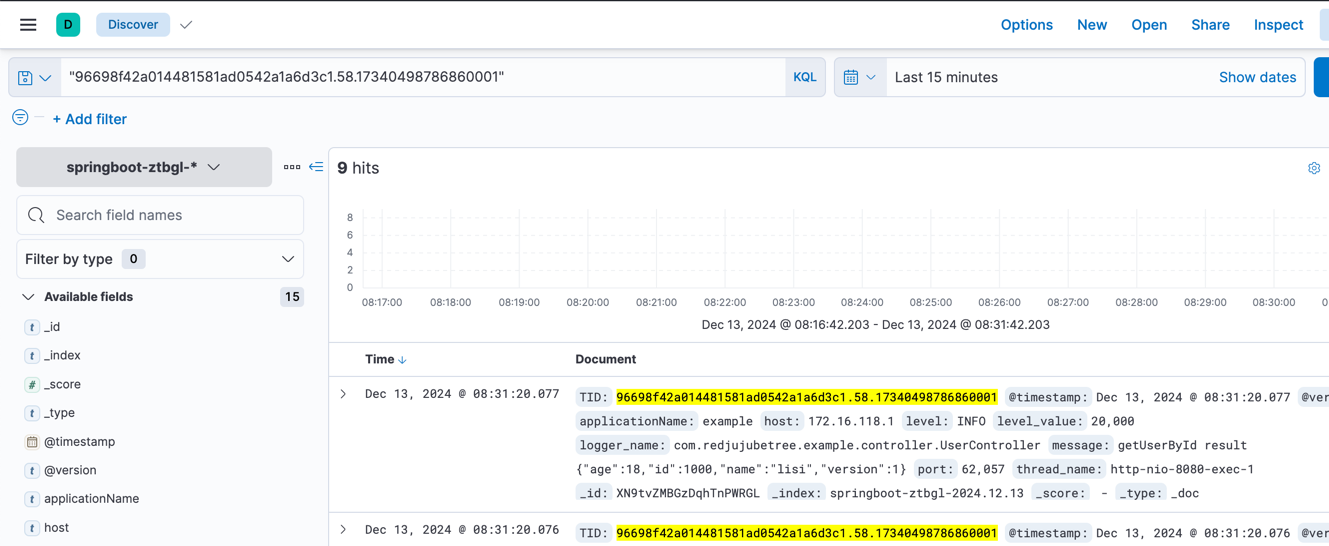 D Discover Options New Open Share Inspect
"96698f42a014481581ad0542a1a6d3c1.58.17340498786860001" KQL Last 15 minutes Show dates
+ Add filter
springboot-ztbgl-* 9 hits
Search field names
Filter by type 0
Available fields 15
t _id
t _index
# _score
t _type
@timestamp
t @version
t applicationName
t host
8
6
4
2
0
08:17:00 08:18:00 08:19:00 08:20:00 08:21:00 08:22:00 08:23:00 08:24:00 08:25:00 08:26:00 08:27:00 08:28:00 08:29:00 08:30:00 0
Dec 13, 2024 @ 08:16:42.203 - Dec 13, 2024 @ 08:31:42.203
Time Document
Dec 13, 2024 @ 08:31:20.077 TID: 96698f42a014481581ad0542a1a6d3c1.58.17340498786860001 @timestamp: Dec 13, 2024 @ 08:31:20.077 @ver
applicationName: example host: 172.16.118.1 level: INFO level_value: 20,000
logger_name: com.redjujubetree.example.controller.UserController message: getUserById result
{"age":18,"id":1000,"name":"lisi","version":1} port: 62,057 thread_name: http-nio-8080-exec-1
_id: XN9tvZMBGzDqhTnPWRGL _index: springboot-ztbgl-2024.12.13 _score: - _type: _doc
Dec 13, 2024 @ 08:31:20.076 TID: 96698f42a014481581ad0542a1a6d3c1.58.17340498786860001 @timestamp: Dec 13, 2024 @ 08:31:20.076 @ver